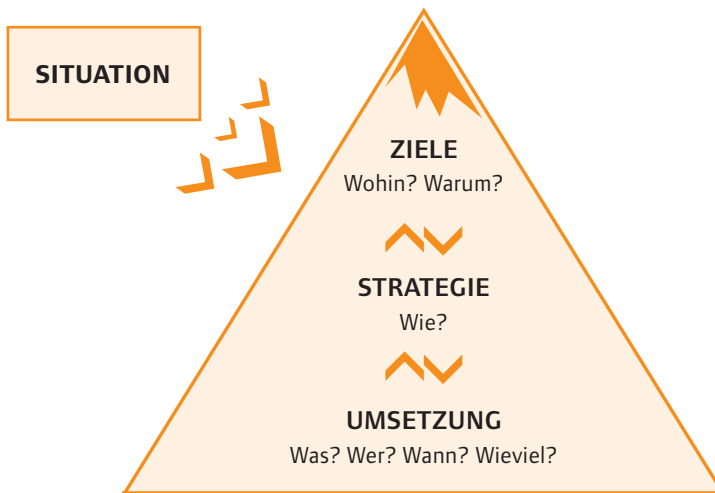 SITUATION
ZIELE
Wohin? Warum?
STRATEGIE
Wie?
UMSETZUNG
Was? Wer? Wann? Wieviel?